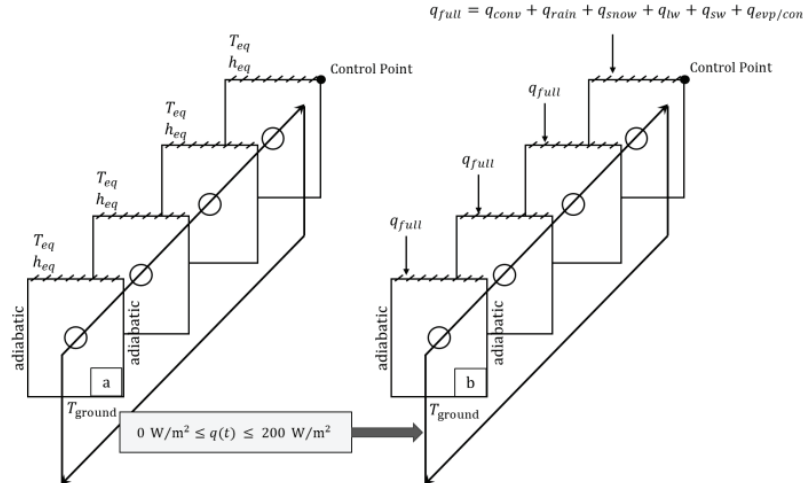 q_full = q_conv + q_rain + q_snow + q_lw + q_sw + q_evp/con
T_eq
h_eq
Control Point
T_eq
h_eq
T_eq
h_eq
T_eq
h_eq
adiabatic
adiabatic
a
T_ground
Control Point
q_full
q_full
q_full
adiabatic
adiabatic
b
T_ground
0 W/m² ≤ q(t) ≤ 200 W/m²